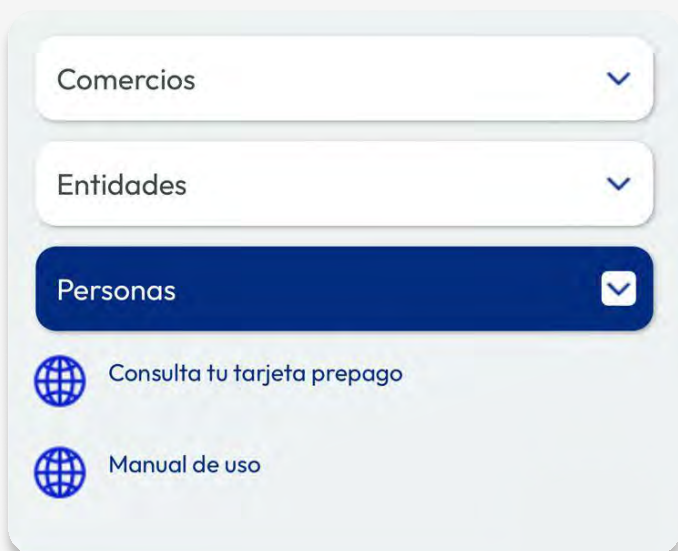 Comercios
Entidades
Personas
Consulta tu tarjeta prepago
Manual de uso